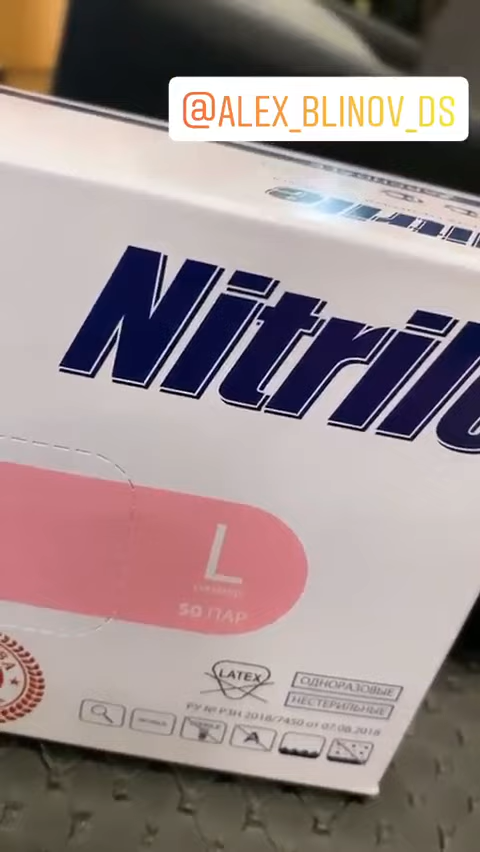 @ALEX_BLINOV_DS
Nitril
L
50 ПАР
LATEX
ОДНОРАЗОВЫЕ
НЕСТЕРИЛЬНЫЕ
РУ № РЗН 2018/7450 от 07.08.2018